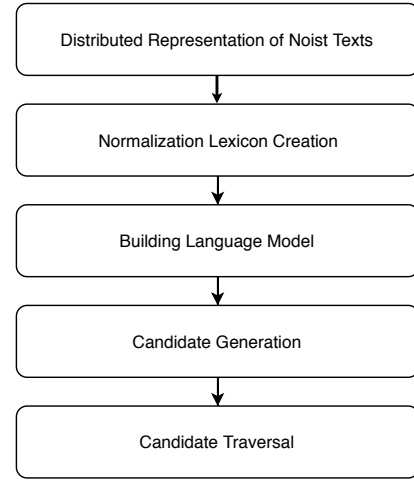 Distributed Representation of Noist Texts
Normalization Lexicon Creation
Building Language Model
Candidate Generation
Candidate Traversal